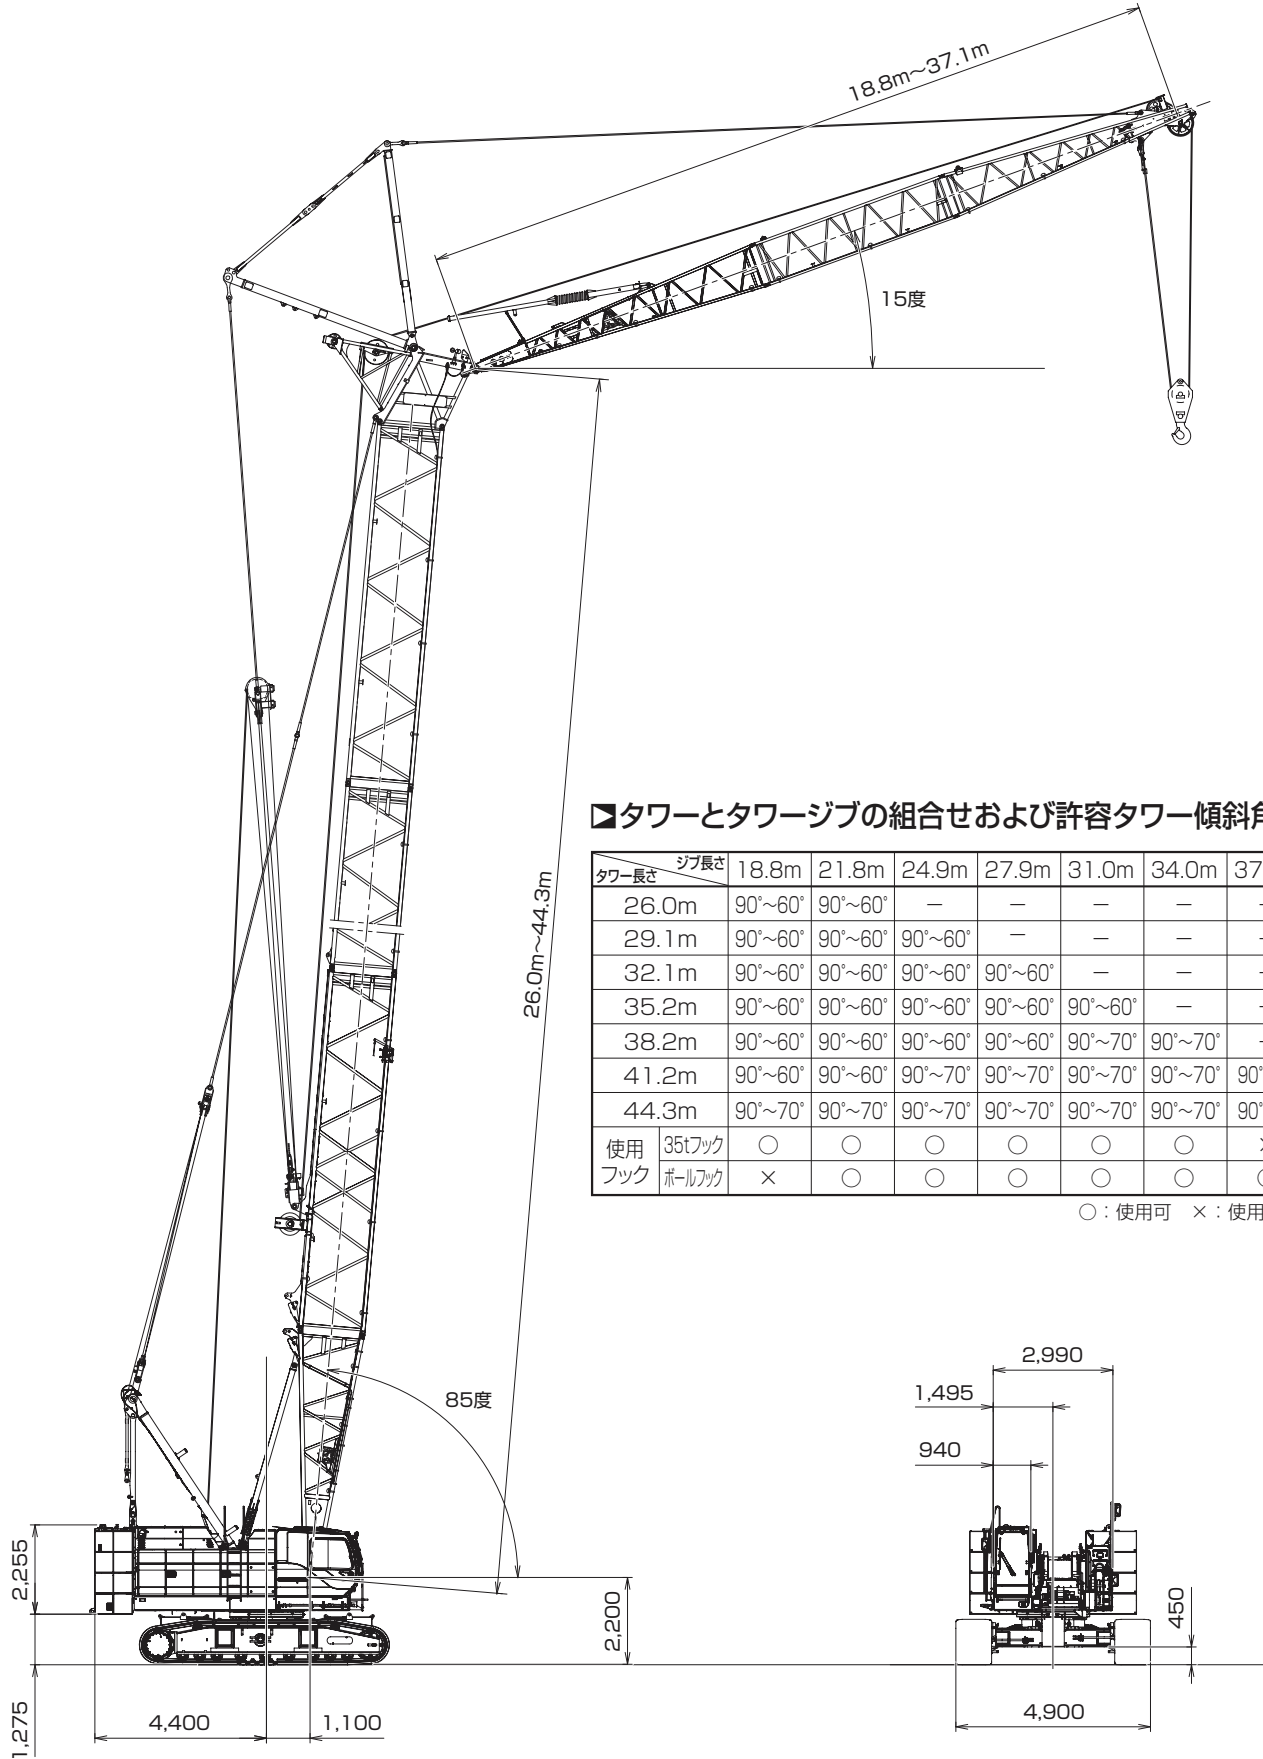 18.8m～37.1m
15度
26.0m～44.3m
タワーとタワージブの組合せおよび許容タワー傾斜角
ジブ長さ
タワー長さ
18.8m 21.8m 24.9m 27.9m 31.0m 34.0m 37.
26.0m 90°～60° 90°～60° － － － － －
29.1m 90°～60° 90°～60° 90°～60° － － － －
32.1m 90°～60° 90°～60° 90°～60° 90°～60° － － －
35.2m 90°～60° 90°～60° 90°～60° 90°～60° 90°～60° － －
38.2m 90°～60° 90°～60° 90°～60° 90°～60° 90°～70° 90°～70° －
41.2m 90°～60° 90°～60° 90°～70° 90°～70° 90°～70° 90°～70° 90°
44.3m 90°～70° 90°～70° 90°～70° 90°～70° 90°～70° 90°～70° 90°
使用
フック
35tフック ○ ○ ○ ○ ○ ○ ×
ボールフック × ○ ○ ○ ○ ○ ○
○：使用可 ×：使用
85度
2,990
1,495
940
2,255
2,200
450
1,275
4,400
1,100
4,900